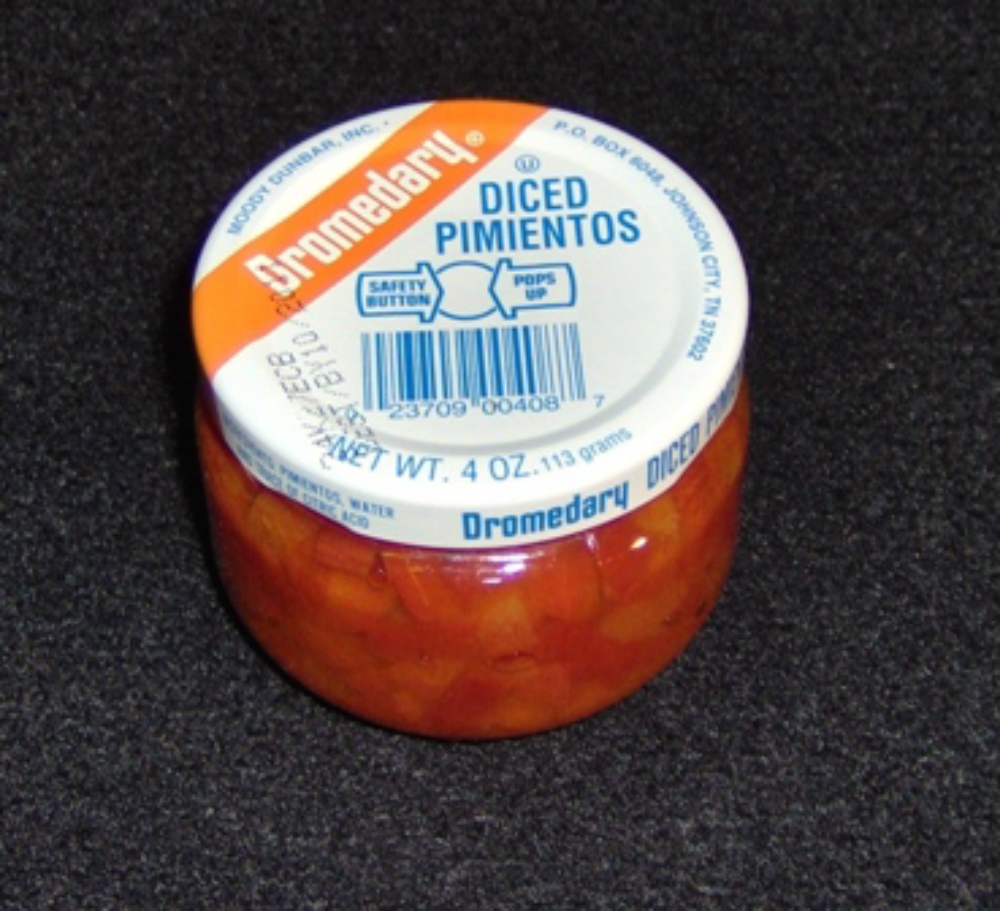 MOODY DUNBAR, INC. •
P.O. BOX 6048, JOHNSON CITY, TN 37602
Dromedary®
U
DICED
PIMIENTOS
SAFETY
BUTTON
POPS
UP
23709 00408 7
NET WT. 4 OZ. 113 grams
PIMIENTOS, WATER
OF CITRIC ACID
Dromedary DICED